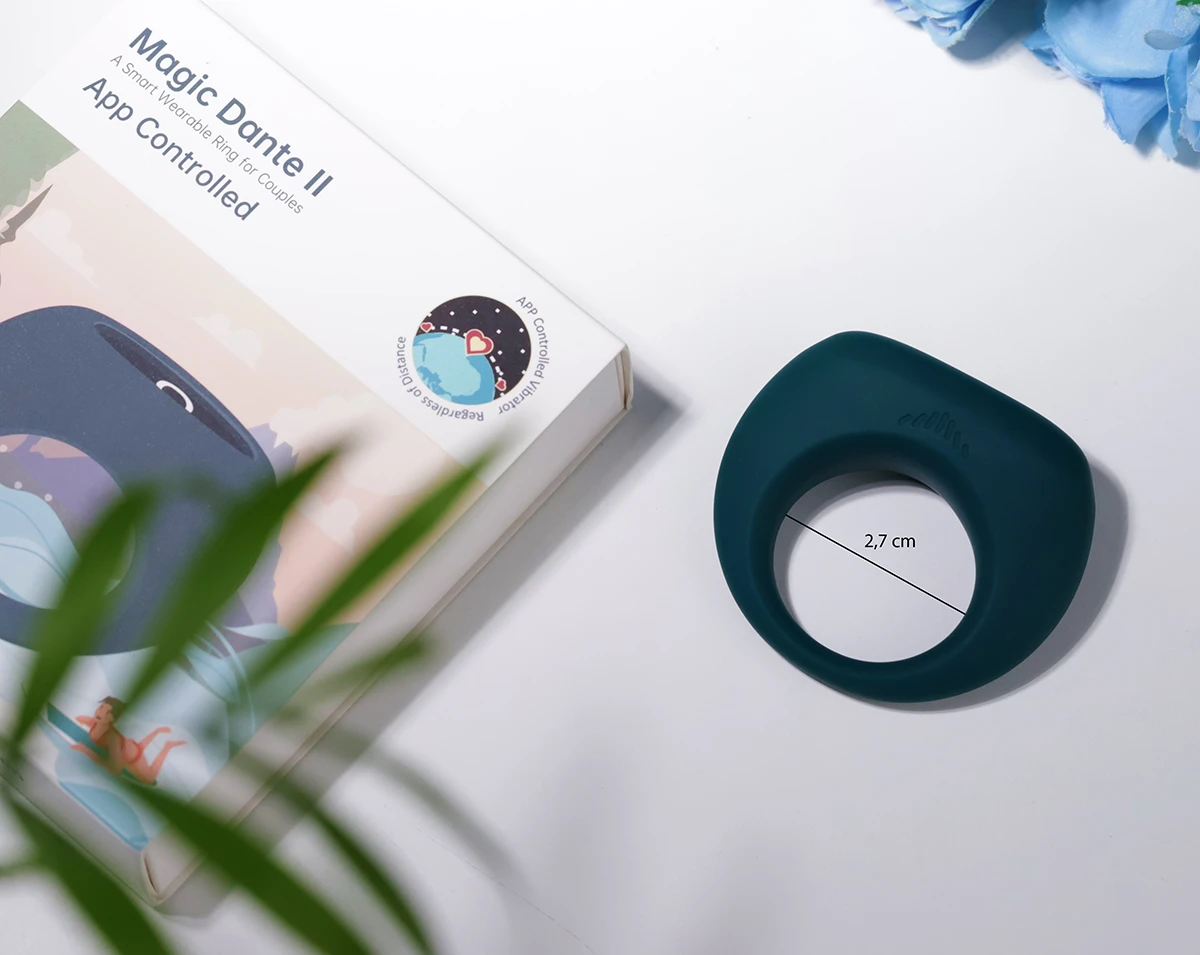 Magic Dante II
A Smart Wearable Ring for Couples
App Controlled
APP Controlled Vibrator
Regardless of Distance
2,7 cm